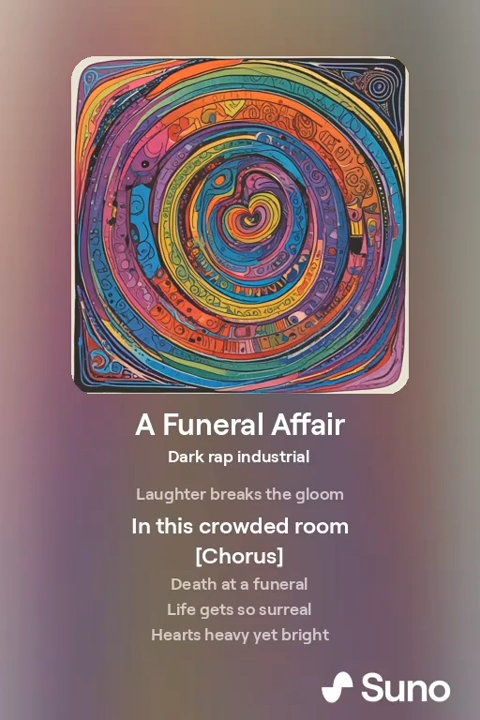 A Funeral Affair
Dark rap industrial
Laughter breaks the gloom
In this crowded room
[Chorus]
Death at a funeral
Life gets so surreal
Hearts heavy yet bright
Suno